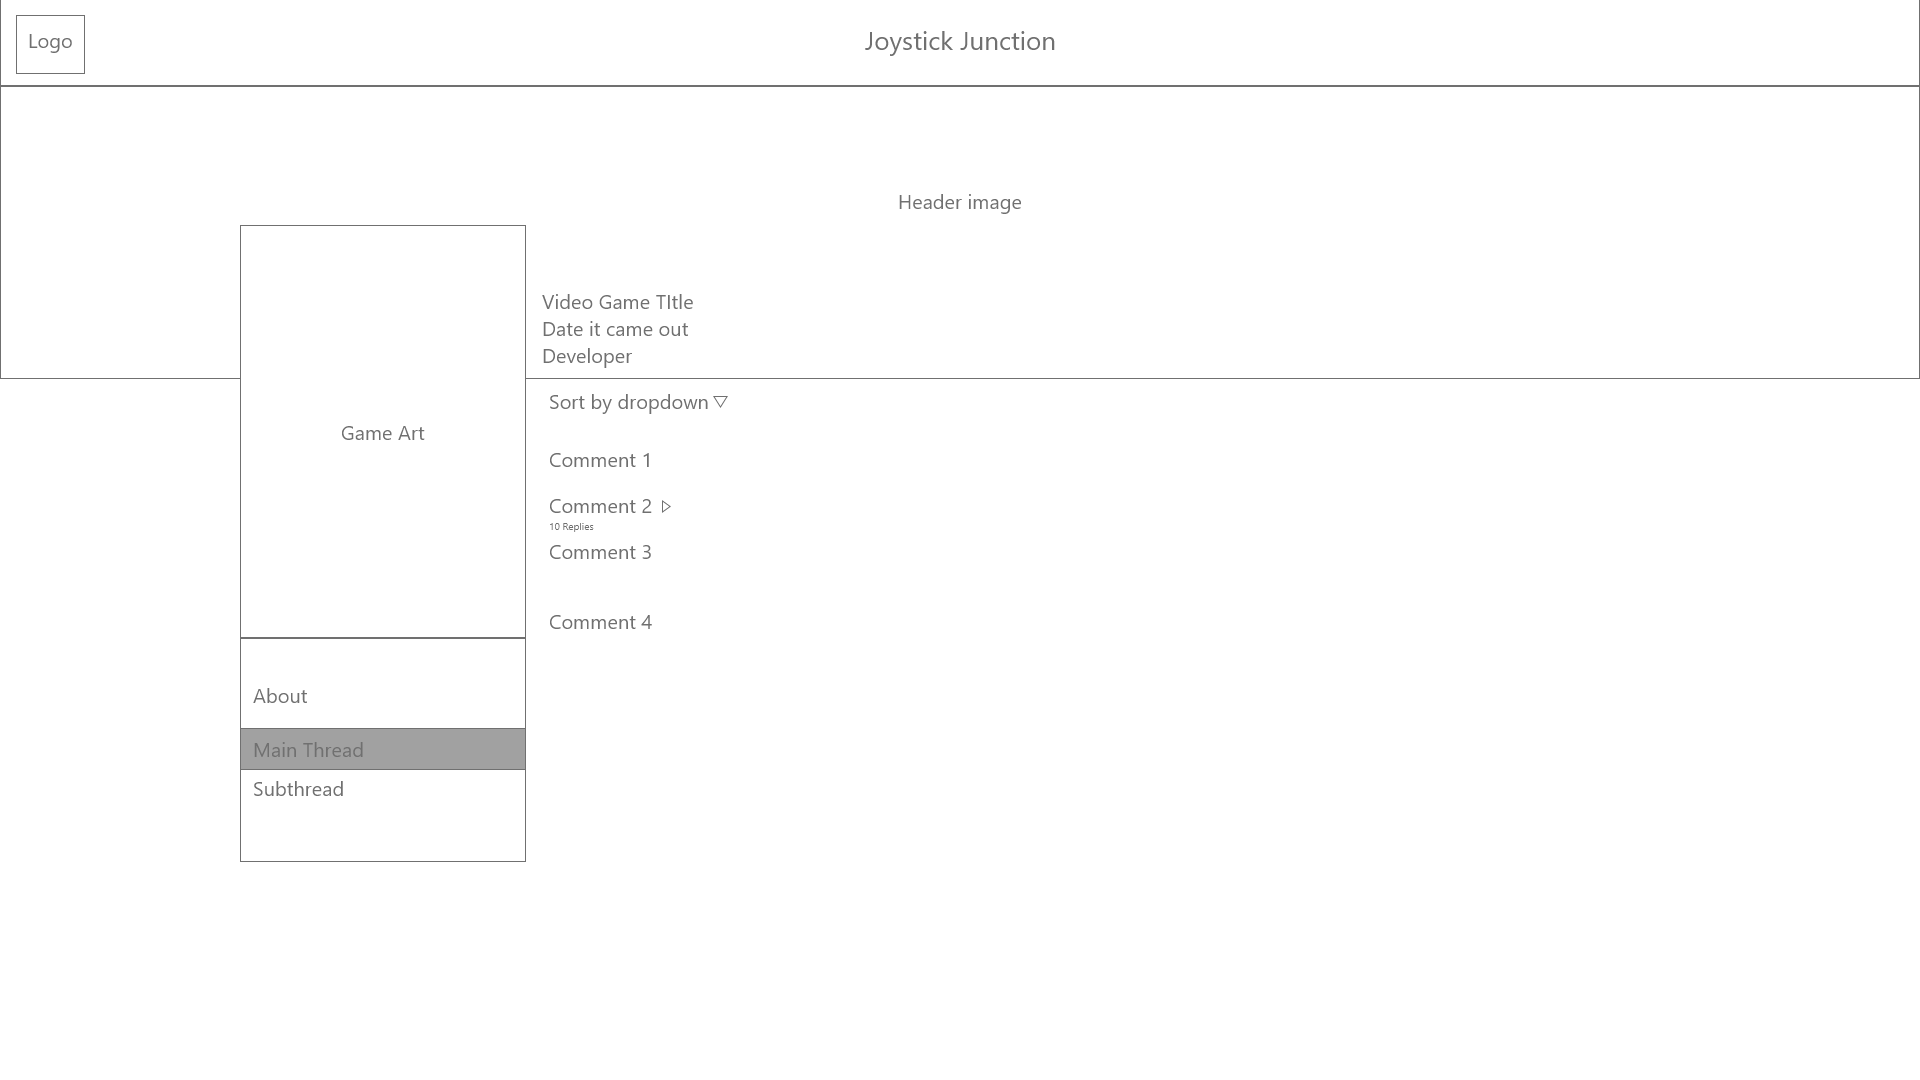 Logo
Joystick Junction
Header image
Video Game TItle
Date it came out
Developer
Game Art
Sort by dropdown
Comment 1
Comment 2
10 Replies
Comment 3
Comment 4
About
Main Thread
Subthread